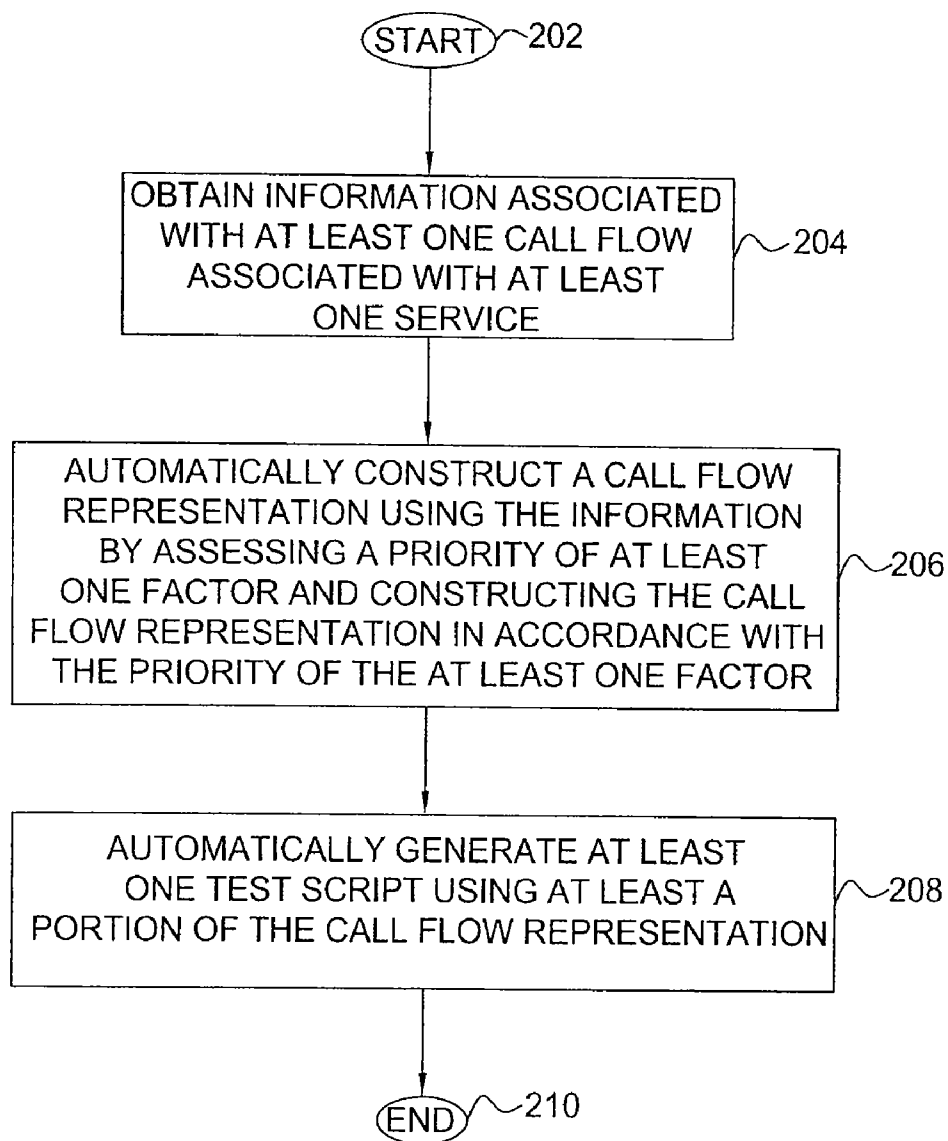 START
202
OBTAIN INFORMATION ASSOCIATED
WITH AT LEAST ONE CALL FLOW
ASSOCIATED WITH AT LEAST
ONE SERVICE
204
AUTOMATICALLY CONSTRUCT A CALL FLOW
REPRESENTATION USING THE INFORMATION
BY ASSESSING A PRIORITY OF AT LEAST
ONE FACTOR AND CONSTRUCTING THE CALL
FLOW REPRESENTATION IN ACCORDANCE WITH
THE PRIORITY OF THE AT LEAST ONE FACTOR
206
AUTOMATICALLY GENERATE AT LEAST
ONE TEST SCRIPT USING AT LEAST A
PORTION OF THE CALL FLOW REPRESENTATION
208
END
210